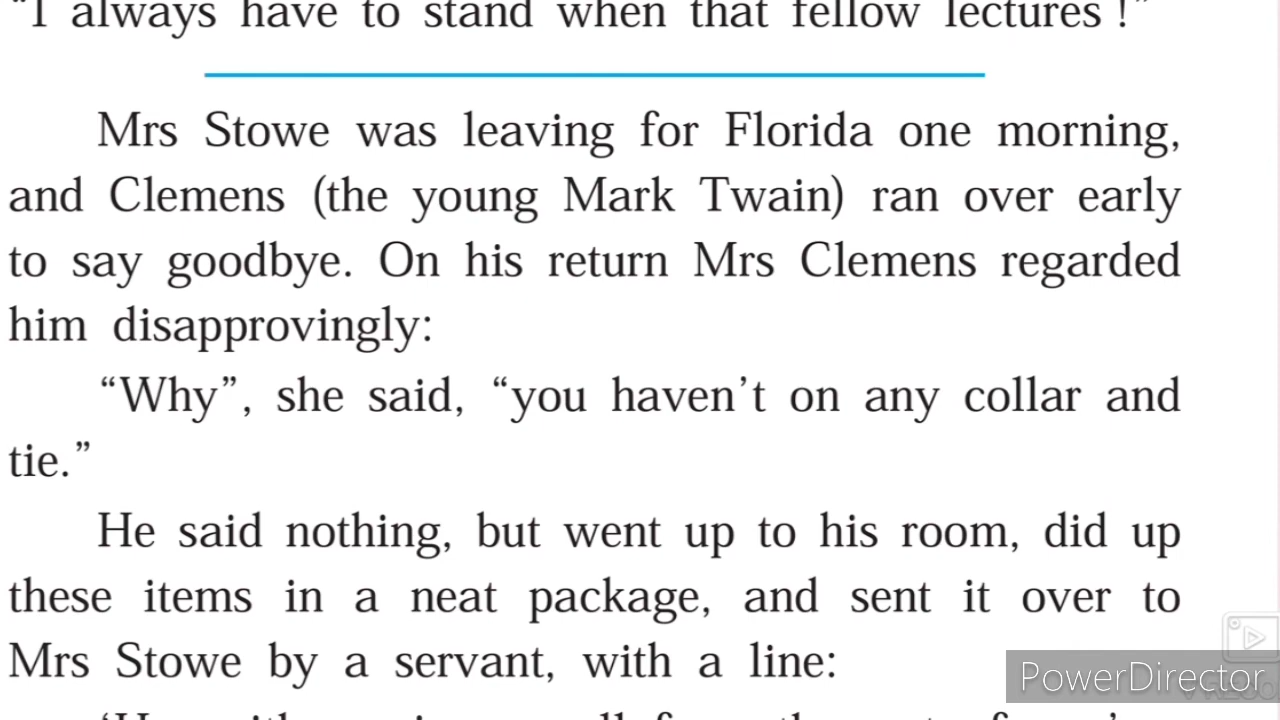 “I always have to stand when that fellow lectures !”
Mrs Stowe was leaving for Florida one morning,
and Clemens (the young Mark Twain) ran over early
to say goodbye. On his return Mrs Clemens regarded
him disapprovingly:
“Why”, she said, “you haven’t on any collar and
tie.”
He said nothing, but went up to his room, did up
these items in a neat package, and sent it over to
Mrs Stowe by a servant, with a line:
PowerDirector